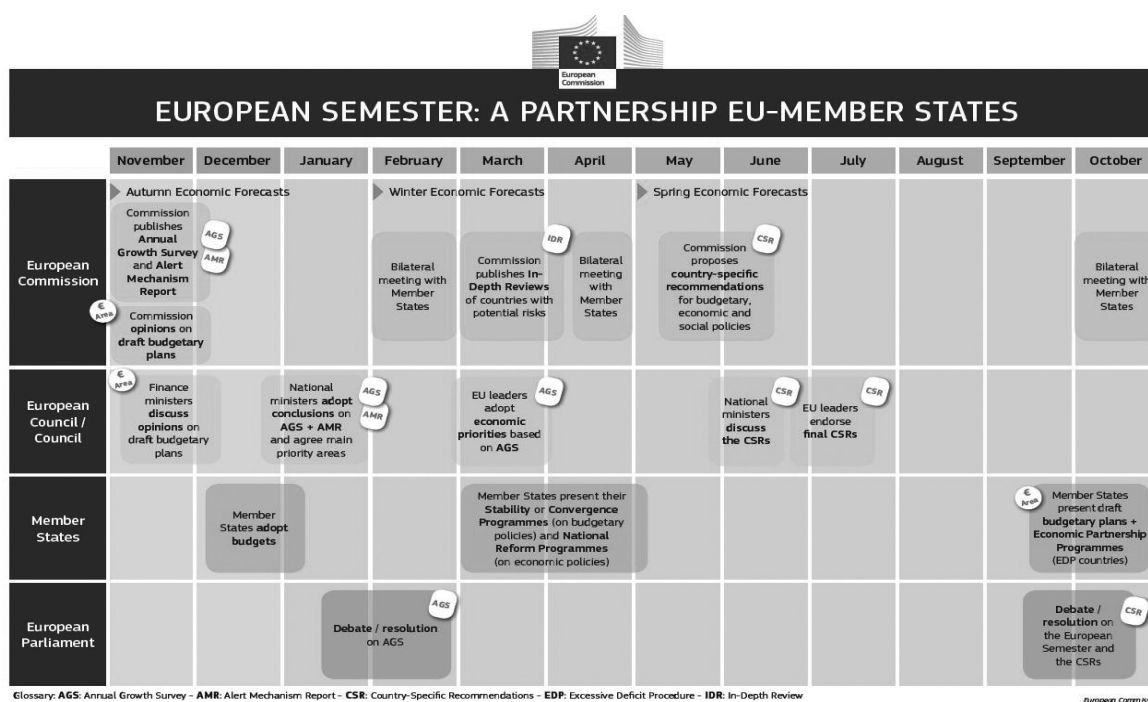 European
Commission
EUROPEAN SEMESTER: A PARTNERSHIP EU-MEMBER STATES
November December January February March April May June July August September October
European
Commission
Autumn Economic Forecasts
Winter Economic Forecasts
Spring Economic Forecasts
Commission
publishes
Annual
Growth Survey
and Alert
Mechanism
Report
AGS
AMR
€
Area
Commission
opinions on
draft budgetary
plans
Bilateral
meeting with
Member
States
Commission
publishes In-
Depth Reviews
of countries with
potential risks
IDR
Bilateral
meeting
with
Member
States
Commission
proposes
country-specific
recommendations
for budgetary,
economic and
social policies
CSR
Bilateral
meeting with
Member
States
European
Council /
Council
€
Area
Finance
ministers
discuss
opinions on
draft budgetary
plans
National
ministers adopt
conclusions on
AGS + AMR
and agree main
priority areas
AGS
AMR
EU leaders
adopt
economic
priorities based
on AGS
AGS
National
ministers
discuss
the CSRs
CSR
EU leaders
endorse
final CSRs
CSR
Member
States
Member
States adopt
budgets
Member States present their
Stability or Convergence
Programmes (on budgetary
policies) and National
Reform Programmes
(on economic policies)
€
Area
Member States
present draft
budgetary plans +
Economic Partnership
Programmes
(EDP countries)
European
Parliament
Debate / resolution
on AGS
AGS
Debate /
resolution on
the European
Semester and
the CSRs
CSR
Glossary: AGS: Annual Growth Survey – AMR: Alert Mechanism Report – CSR: Country-Specific Recommendations – EDP: Excessive Deficit Procedure – IDR: In-Depth Review
European Commis